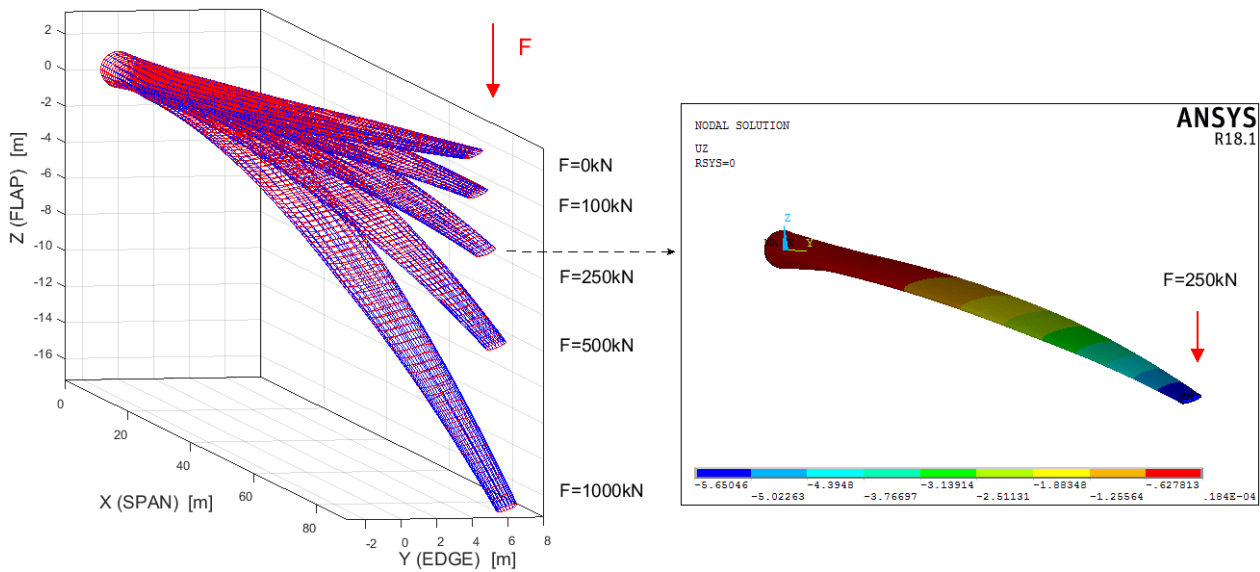 2
0
-2
-4
-6
-8
-10
-12
-14
-16
Z (FLAP) [m]
0
20
40
60
80
X (SPAN) [m]
-2
0
2
4
6
8
Y (EDGE) [m]
F
F=0kN
F=100kN
F=250kN
F=500kN
F=1000kN
NODAL SOLUTION
UZ
RSYS=0
ANSYS
R18.1
Z
Y
F=250kN
-5.65046
-5.02263
-4.3948
-3.76697
-3.13914
-2.51131
-1.88348
-1.25564
-.627813
.184E-04